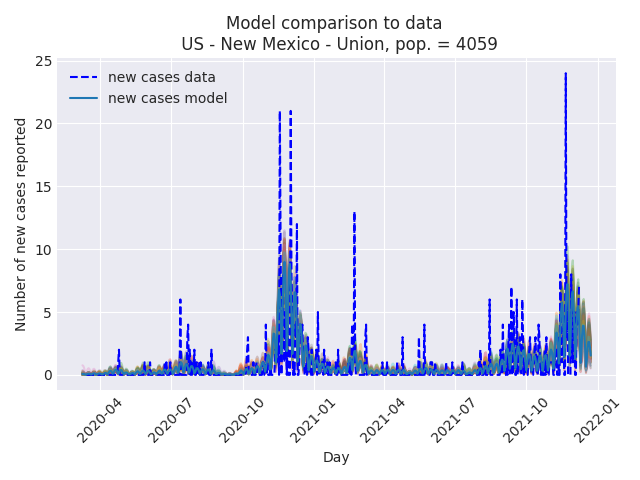 Model comparison to data
US - New Mexico - Union, pop. = 4059
new cases data
new cases model
Number of new cases reported
25
20
15
10
5
0
2020-04
2020-07
2020-10
2021-01
2021-04
2021-07
2021-10
2022-01
Day